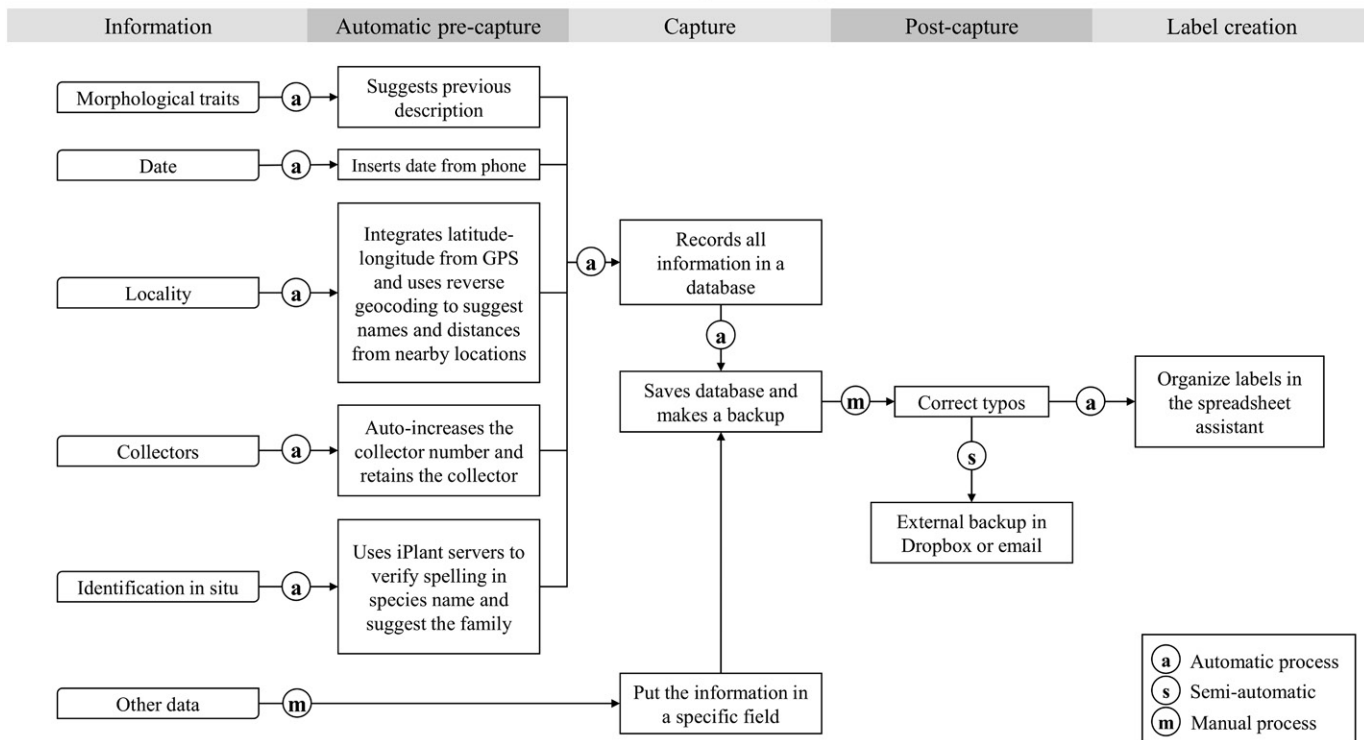 Information
Automatic pre-capture
Capture
Post-capture
Label creation
Morphological traits
a
Suggests previous
description
Date
a
Inserts date from phone
Locality
a
Integrates latitude-
longitude from GPS
and uses reverse
geocoding to suggest
names and distances
from nearby locations
Collectors
a
Auto-increases the
collector number and
retains the collector
Identification in situ
a
Uses iPlant servers to
verify spelling in
species name and
suggest the family
Other data
m
a
Records all
information in a
database
a
Saves database and
makes a backup
Put the information in
a specific field
m
Correct typos
s
External backup in
Dropbox or email
a
Organize labels in
the spreadsheet
assistant
a Automatic process
s Semi-automatic
m Manual process